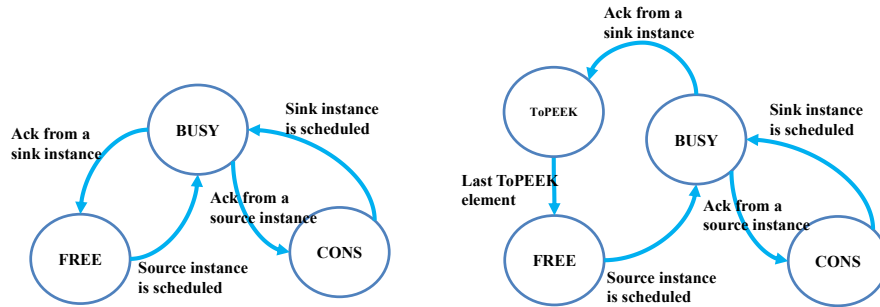 BUSY
Ack from a
sink instance
Sink instance
is scheduled
Ack from a
source instance
FREE
CONS
Source instance
is scheduled
Ack from a
sink instance
ToPEEK
BUSY
Sink instance
is scheduled
Last ToPEEK
element
Ack from a
source instance
FREE
CONS
Source instance
is scheduled